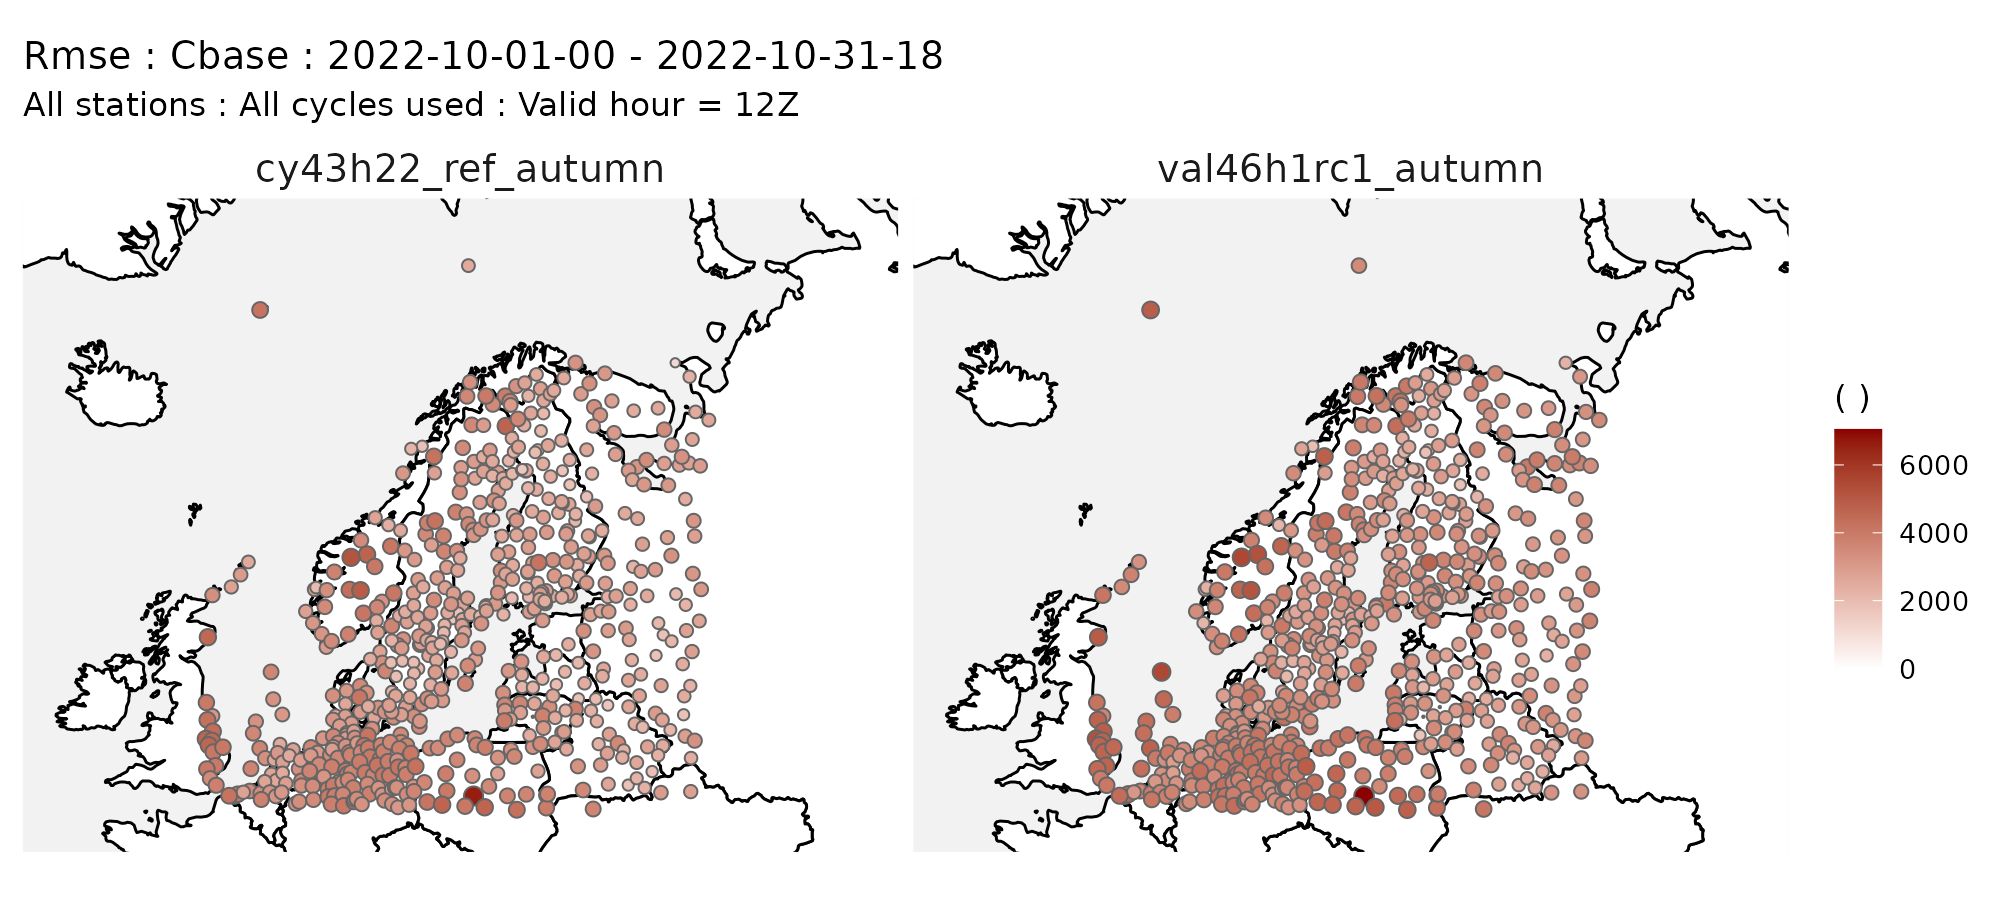 Rmse : Cbase : 2022-10-01-00 - 2022-10-31-18
All stations : All cycles used : Valid hour = 12Z
cy43h22_ref_autumn
val46h1rc1_autumn
( )
6000
4000
2000
0